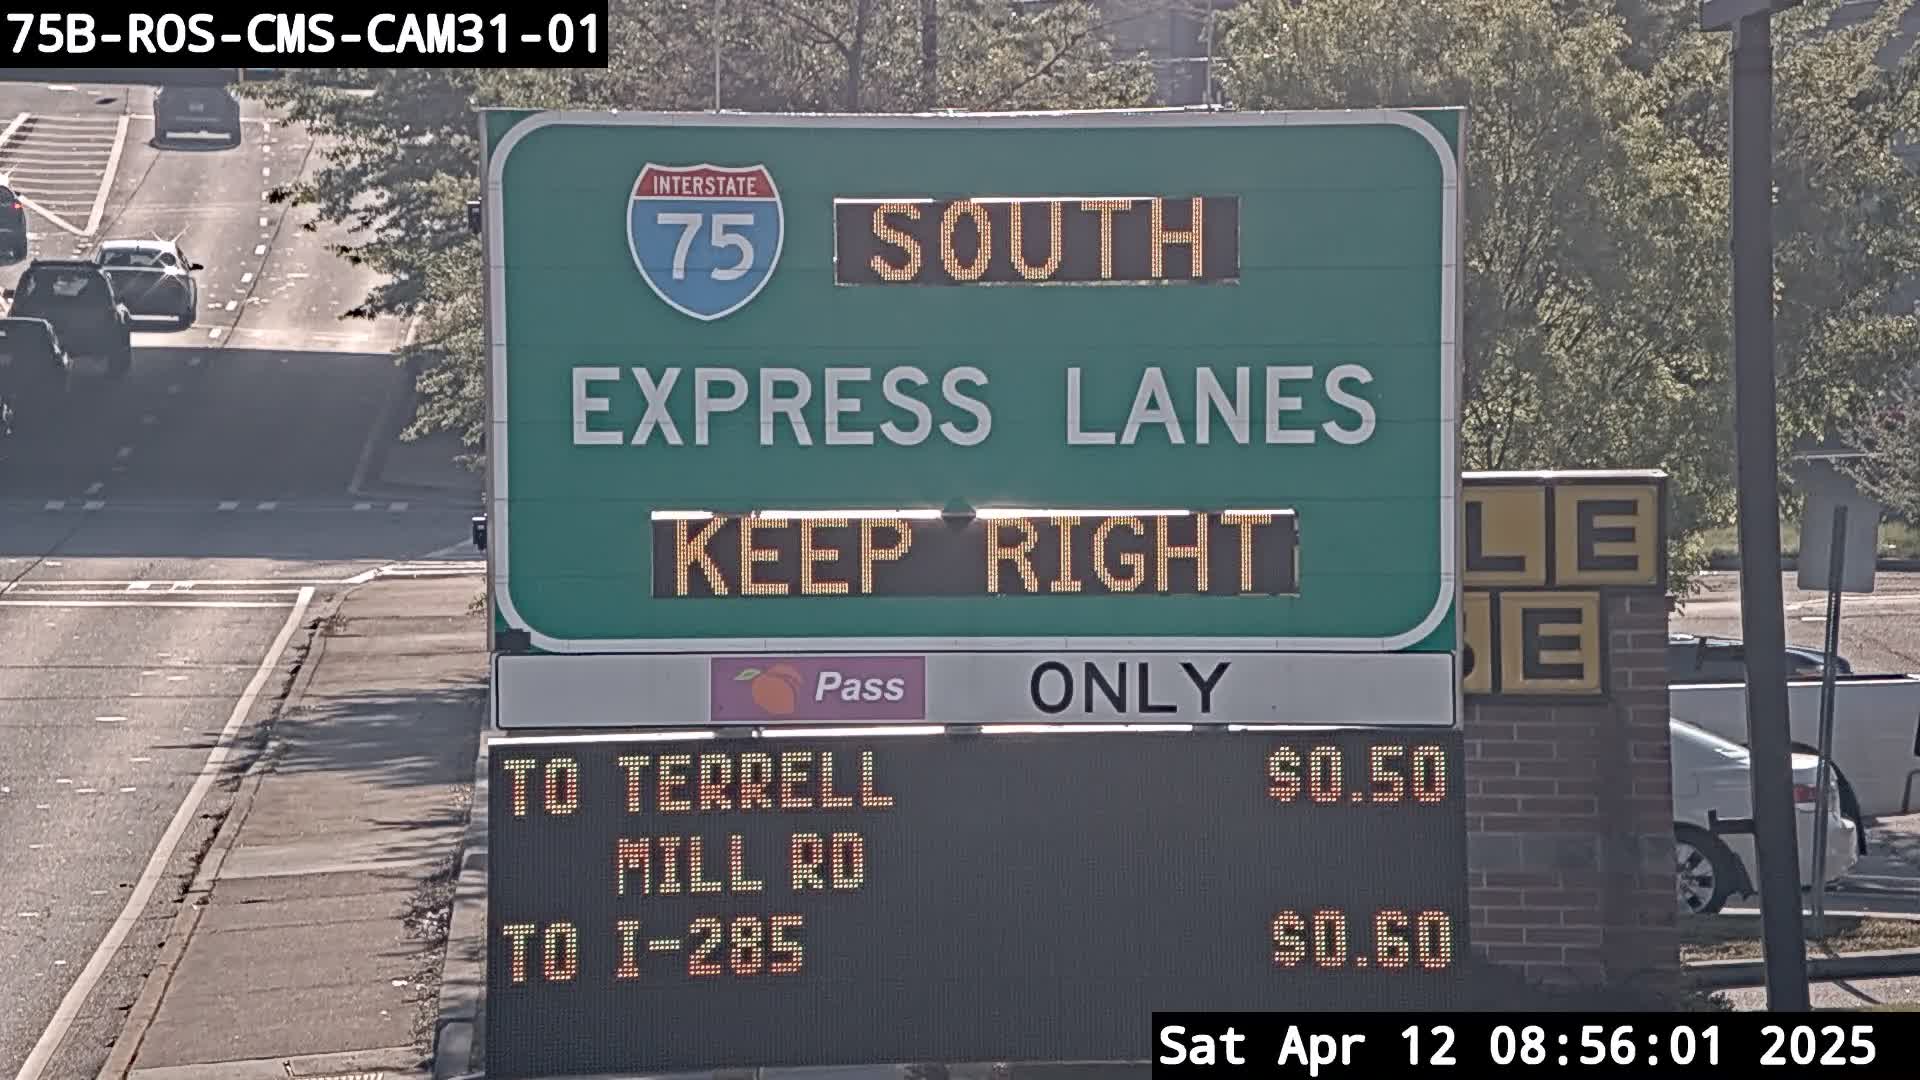 75B-ROS-CMS-CAM31-01
INTERSTATE
75
SOUTH
EXPRESS LANES
KEEP RIGHT
Pass ONLY
TO TERRELL $0.50
MILL RD
TO I-285 $0.60
LE
E
Sat Apr 12 08:56:01 2025